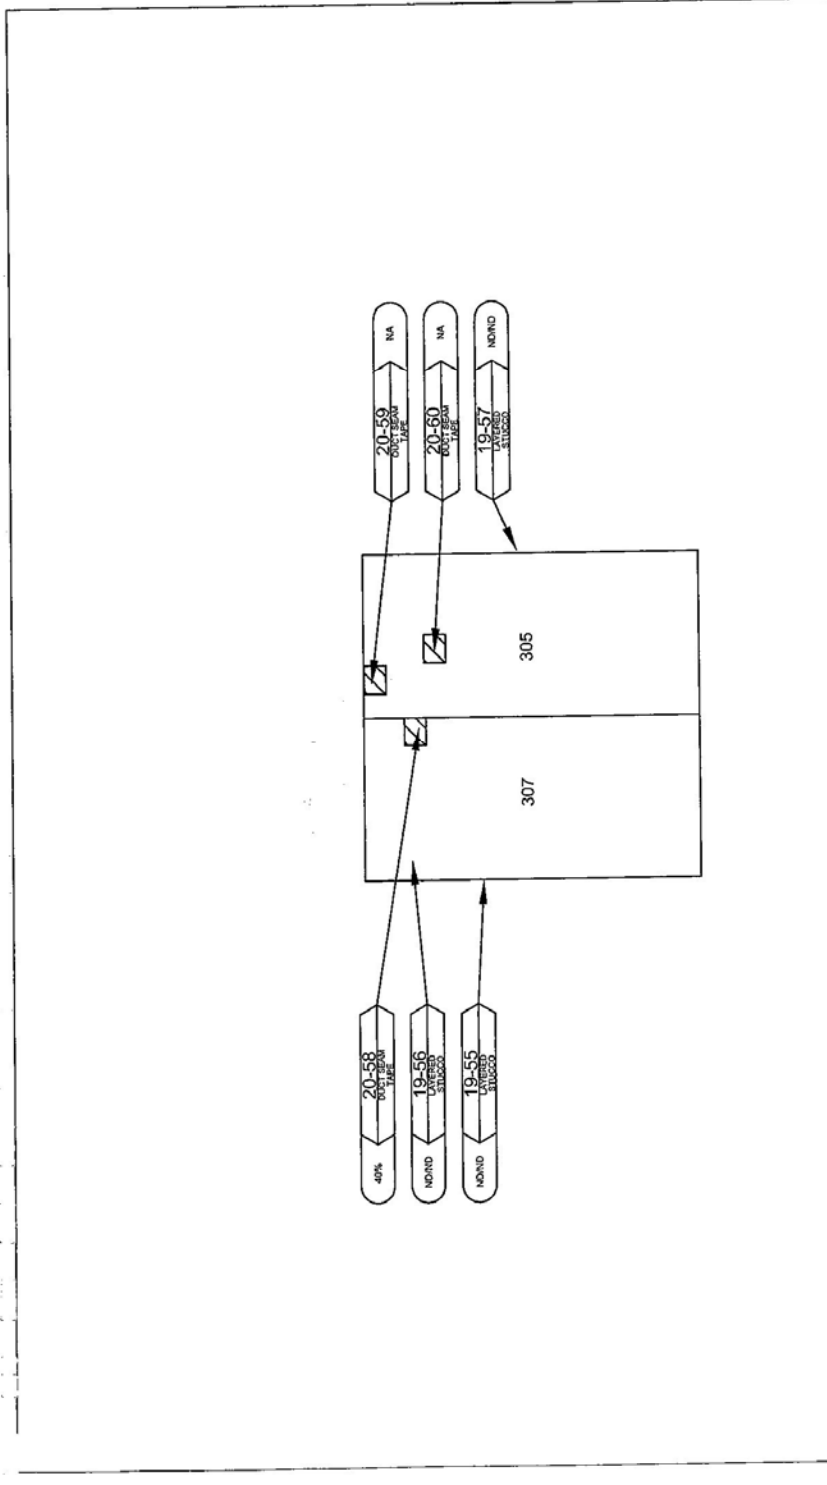 20-59
DUCT SEAM
TAPE
NA
20-60
DUCT SEAM
TAPE
NA
19-57
LAYERED
STUCCO
ND/ND
305
307
40%
20-58
DUCT SEAM
TAPE
ND/ND
19-56
LAYERED
STUCCO
ND/ND
19-55
LAYERED
STUCCO